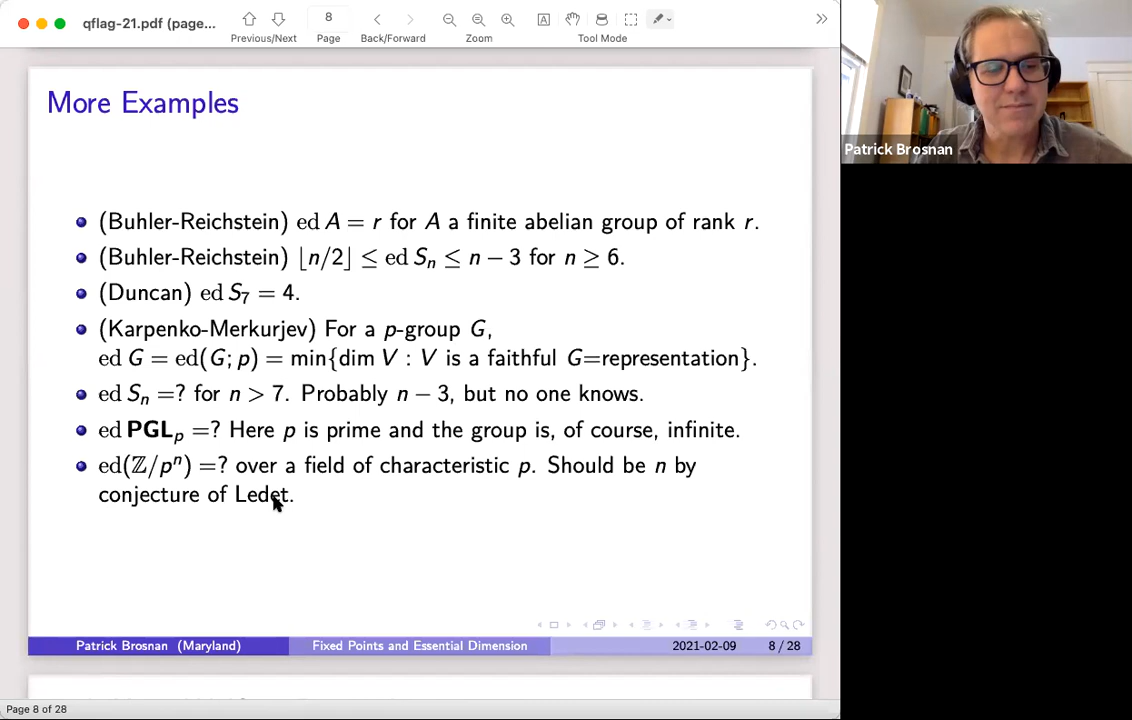 qflag-21.pdf (page...
8
Previous/Next
Page
Back/Forward
Zoom
Tool Mode
More Examples
(Buhler-Reichstein) ed A = r for A a finite abelian group of rank r.
(Buhler-Reichstein) ⌊n/2⌋ ≤ ed Sₙ ≤ n − 3 for n ≥ 6.
(Duncan) ed S₇ = 4.
(Karpenko-Merkurjev) For a p-group G,
ed G = ed(G; p) = min{dim V : V is a faithful G=representation}.
ed Sₙ =? for n > 7. Probably n − 3, but no one knows.
ed PGLₚ =? Here p is prime and the group is, of course, infinite.
ed(ℤ/pⁿ) =? over a field of characteristic p. Should be n by
conjecture of Ledet.
Patrick Brosnan (Maryland)
Fixed Points and Essential Dimension
2021-02-09
8 / 28
Page 8 of 28
Patrick Brosnan